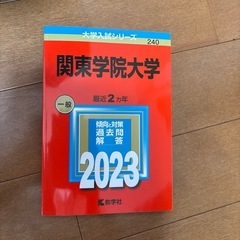 大学入試シリーズ
240
関東学院大学
最近2ヵ年
一般
傾向と対策
過去問
解答
2023
教学社